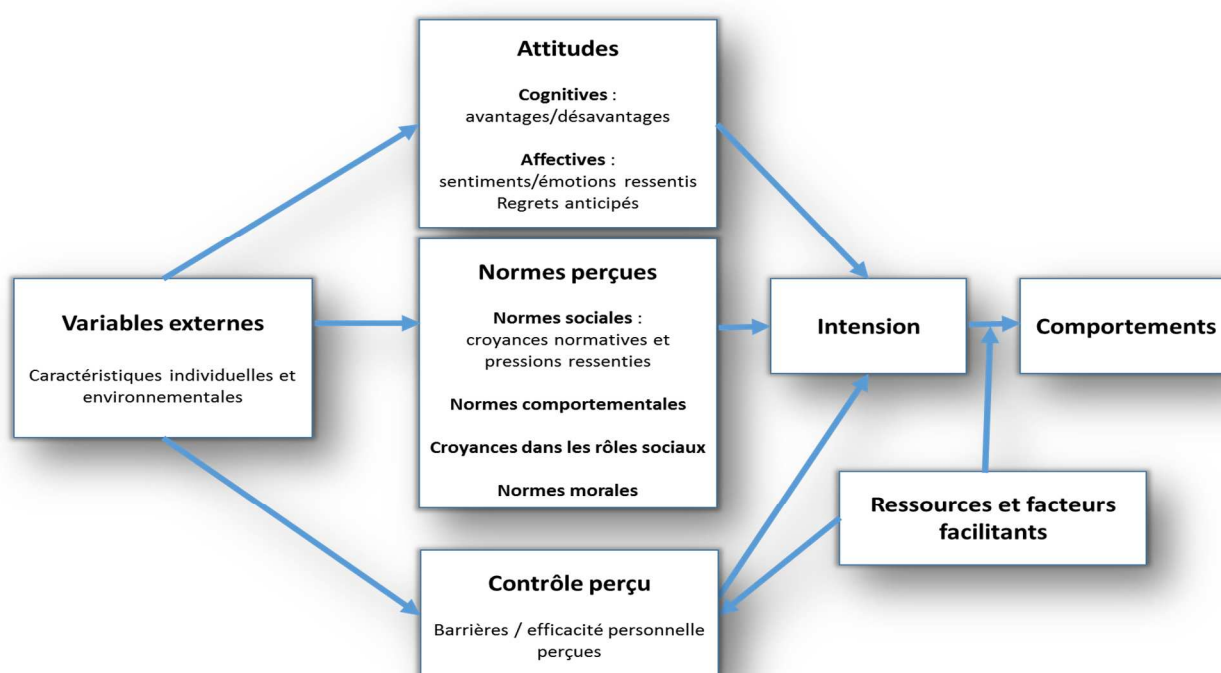 Attitudes
Cognitives :
avantages/désavantages
Affectives :
sentiments/émotions ressentis
Regrets anticipés
Variables externes
Caractéristiques individuelles et
environnementales
Normes perçues
Normes sociales :
croyances normatives et
pressions ressenties
Normes comportementales
Croyances dans les rôles sociaux
Normes morales
Intension
Comportements
Ressources et facteurs
facilitants
Contrôle perçu
Barrières / efficacité personnelle
perçues